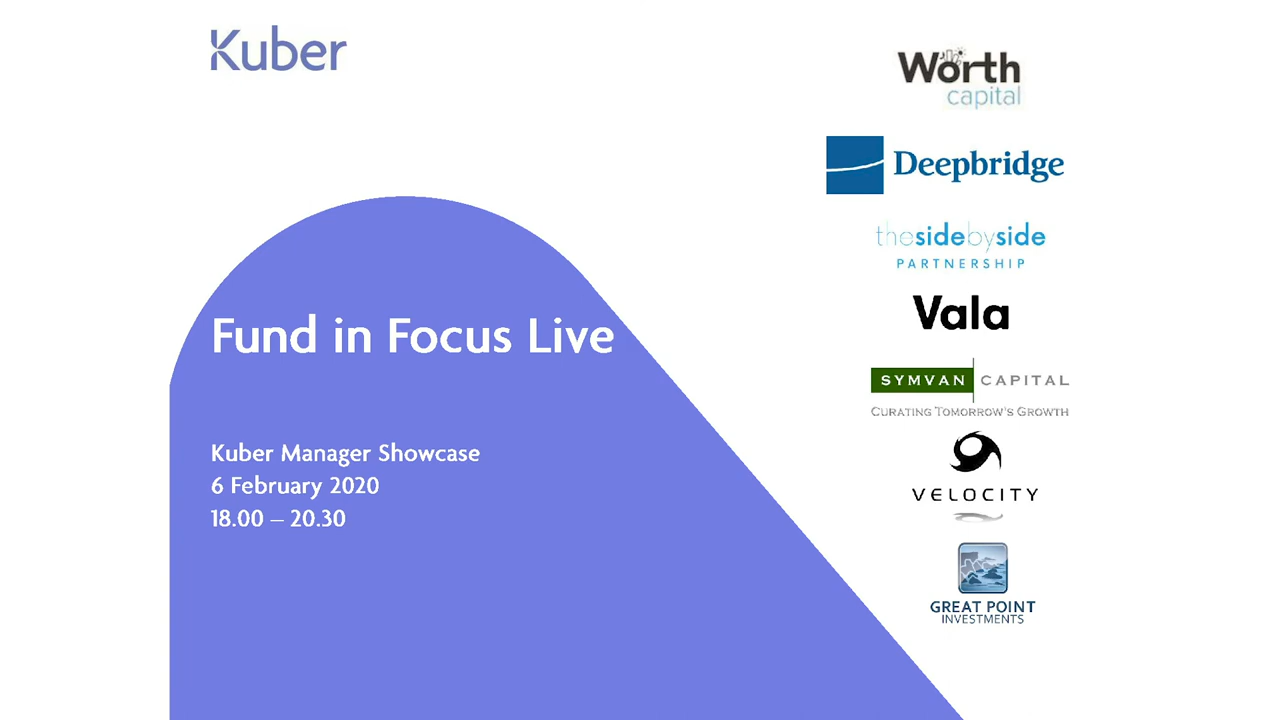 Kuber
Fund in Focus Live
Kuber Manager Showcase
6 February 2020
18.00 – 20.30
Worth
capital
Deepbridge
thesidebyside
PARTNERSHIP
Vala
SYMVAN CAPITAL
CURATING TOMORROW'S GROWTH
VELOCITY
GREAT POINT
INVESTMENTS